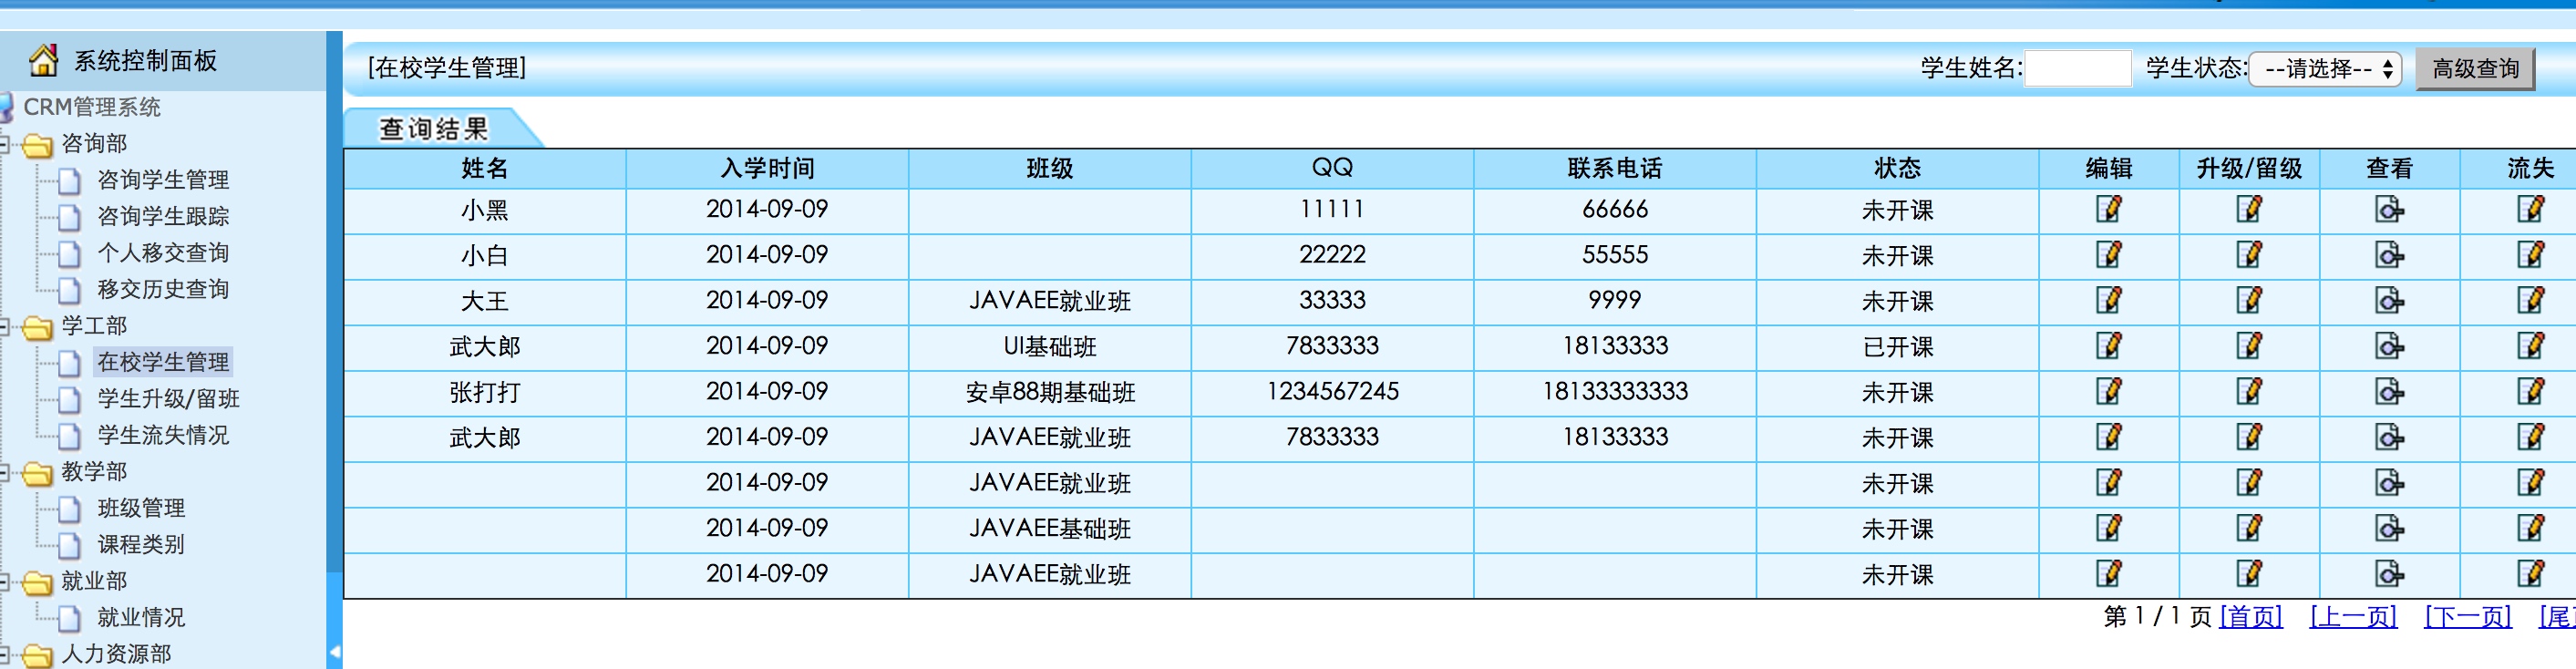 系统控制面板
CRM管理系统
咨询部
咨询学生管理
咨询学生跟踪
个人移交查询
移交历史查询
学工部
在校学生管理
学生升级/留班
学生流失情况
教学部
班级管理
课程类别
就业部
就业情况
人力资源部
[在校学生管理] 学生姓名: 学生状态: --请选择-- 高级查询
查询结果
姓名 入学时间 班级 QQ 联系电话 状态 编辑 升级/留级 查看 流失
小黑 2014-09-09 11111 66666 未开课
小白 2014-09-09 22222 55555 未开课
大王 2014-09-09 JAVAEE就业班 33333 9999 未开课
武大郎 2014-09-09 UI基础班 7833333 18133333 已开课
张打打 2014-09-09 安卓88期基础班 1234567245 18133333333 未开课
武大郎 2014-09-09 JAVAEE就业班 7833333 18133333 未开课
2014-09-09 JAVAEE就业班 未开课
2014-09-09 JAVAEE基础班 未开课
2014-09-09 JAVAEE就业班 未开课
第 1 / 1 页 [首页] [上一页] [下一页] [尾